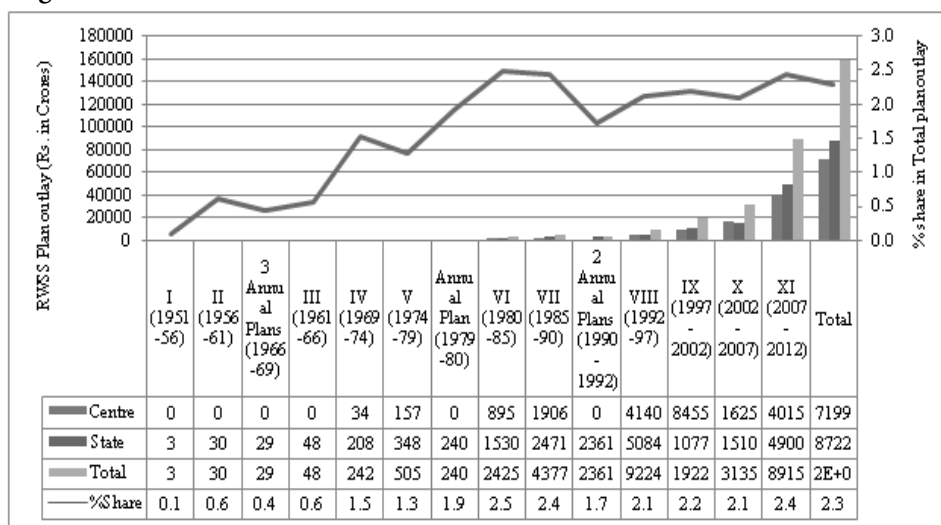 180000
160000
140000
120000
100000
80000
60000
40000
20000
0
RWSS Plan outlay (Rs. in Crores)
3.0
2.5
2.0
1.5
1.0
0.5
0.0
% share in Total plan outlay
I (1951-56)
II (1956-61)
3 Annual Plans (1966-69)
III (1961-66)
IV (1969-74)
V (1974-79)
Annual Plan (1979-80)
VI (1980-85)
VII (1985-90)
2 Annual Plans (1990-1992)
VIII (1992-97)
IX (1997-2002)
X (2002-2007)
XI (2007-2012)
Total
Centre 0 0 0 0 34 157 0 895 1906 0 4140 8455 1625 4015 7199
State 3 30 29 48 208 348 240 1530 2471 2361 5084 1077 1510 4900 8722
Total 3 30 29 48 242 505 240 2425 4377 2361 9224 1922 3135 8915 2E+0
%Share 0.1 0.6 0.4 0.6 1.5 1.3 1.9 2.5 2.4 1.7 2.1 2.2 2.1 2.4 2.3